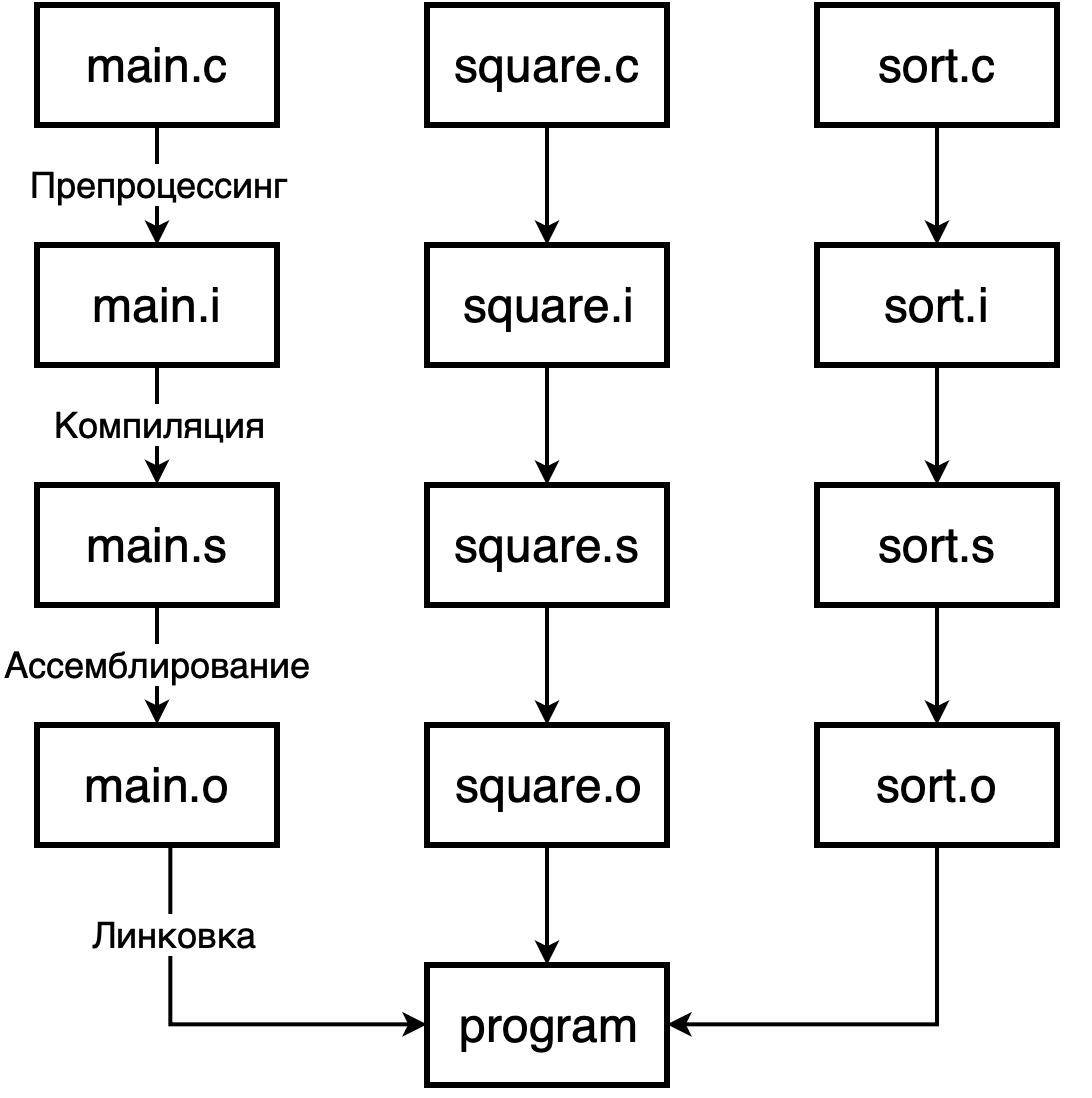 main.c
square.c
sort.c
Препроцессинг
main.i
square.i
sort.i
Компиляция
main.s
square.s
sort.s
Ассемблирование
main.o
square.o
sort.o
Линковка
program